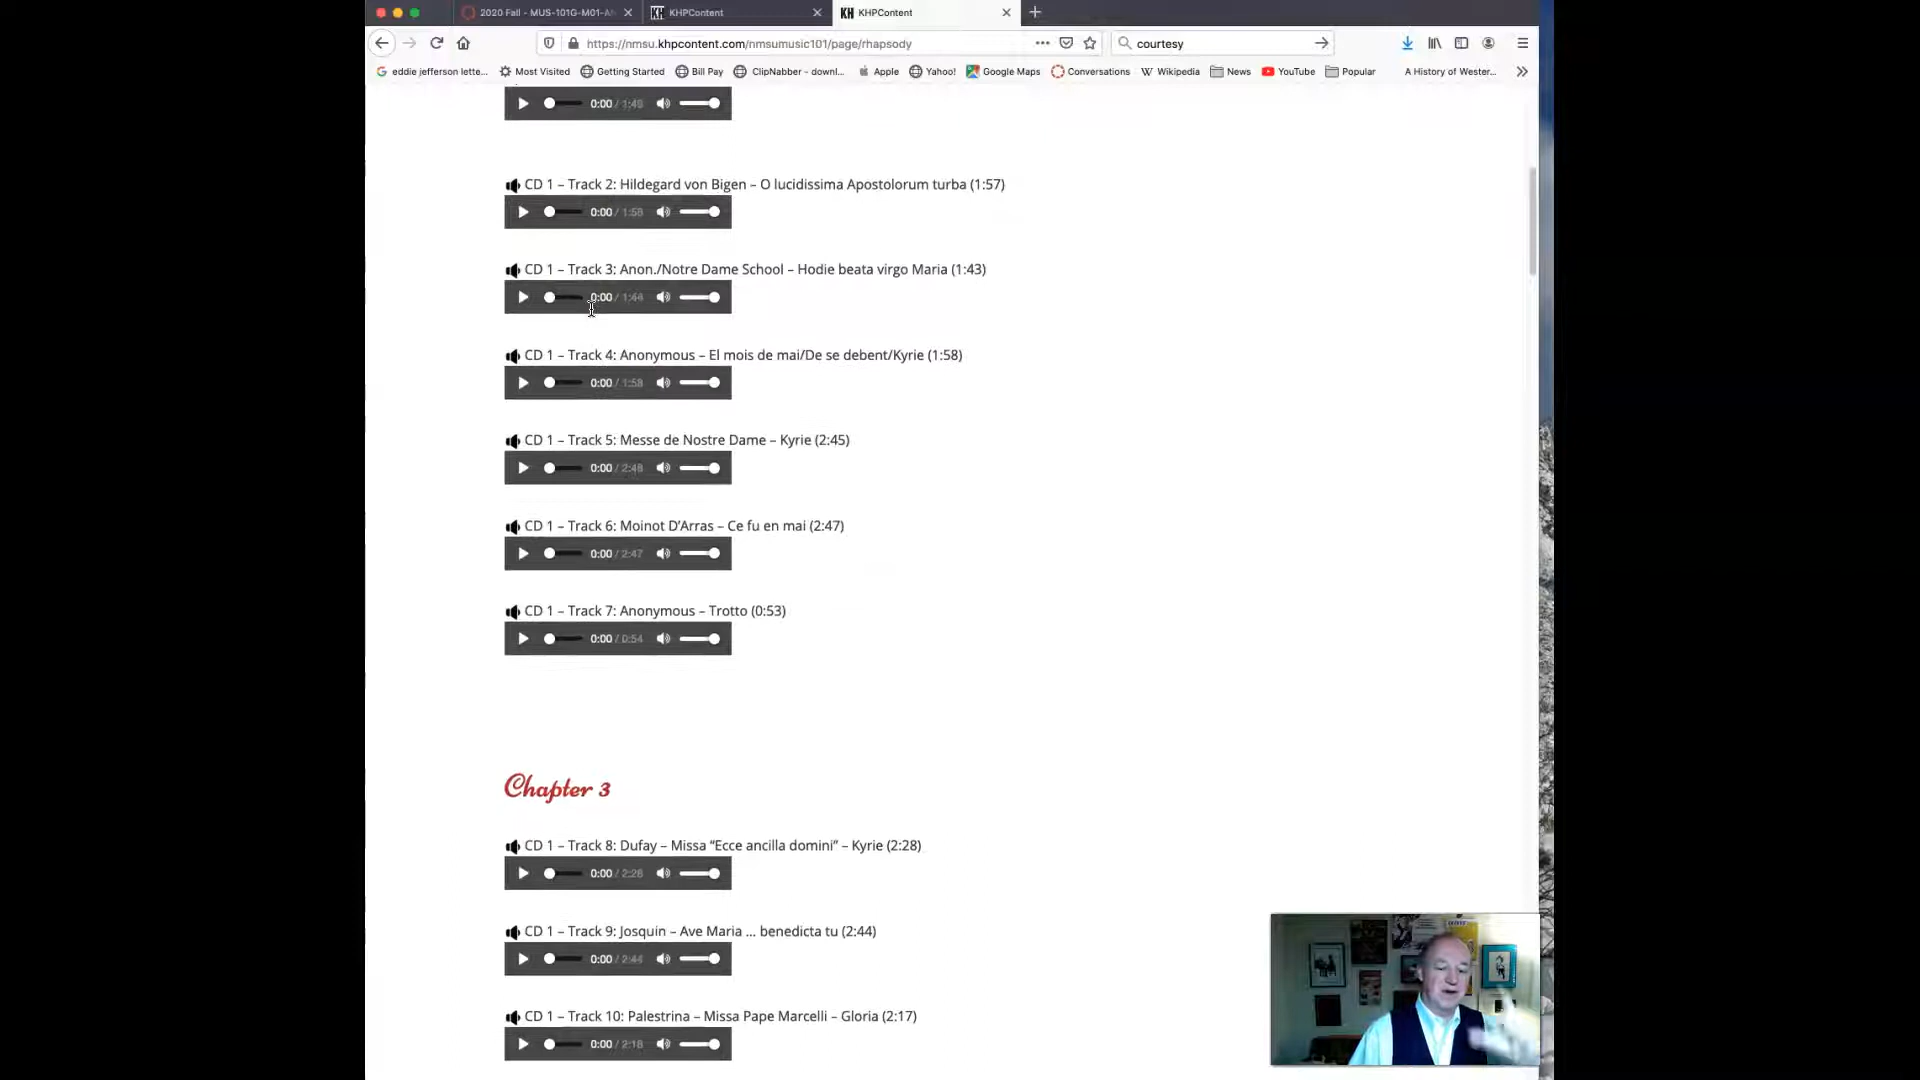 2020 Fall - MUS-101G-M01-A
KHPContent
KH KHPContent
https://nmsu.khpcontent.com/nmsumusic101/page/rhapsody
courtesy
eddie jefferson lette...
Most Visited
Getting Started
Bill Pay
ClipNabber - downl...
Apple
Yahoo!
Google Maps
Conversations
W Wikipedia
News
YouTube
Popular
A History of Wester...
0:00 / 1:46
CD 1 – Track 2: Hildegard von Bigen – O lucidissima Apostolorum turba (1:57)
0:00 / 1:58
CD 1 – Track 3: Anon./Notre Dame School – Hodie beata virgo Maria (1:43)
0:00 / 1:44
CD 1 – Track 4: Anonymous – El mois de mai/De se debent/Kyrie (1:58)
0:00 / 1:58
CD 1 – Track 5: Messe de Nostre Dame – Kyrie (2:45)
0:00 / 2:46
CD 1 – Track 6: Moinot D’Arras – Ce fu en mai (2:47)
0:00 / 2:47
CD 1 – Track 7: Anonymous – Trotto (0:53)
0:00 / 0:54
Chapter 3
CD 1 – Track 8: Dufay – Missa “Ecce ancilla domini” – Kyrie (2:28)
0:00 / 2:28
CD 1 – Track 9: Josquin – Ave Maria ... benedicta tu (2:44)
0:00 / 2:44
CD 1 – Track 10: Palestrina – Missa Pape Marcelli – Gloria (2:17)
0:00 / 2:18